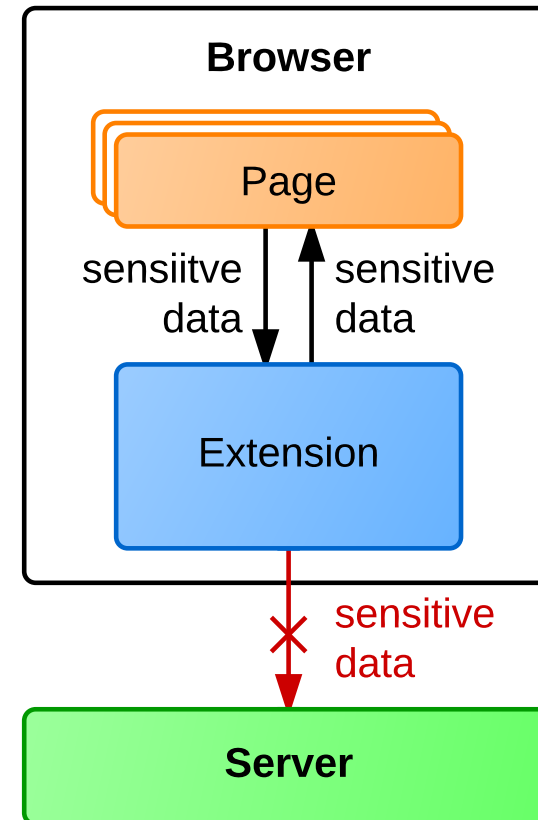 Browser
Page
sensiitve
data
sensitive
data
Extension
sensitive
data
Server